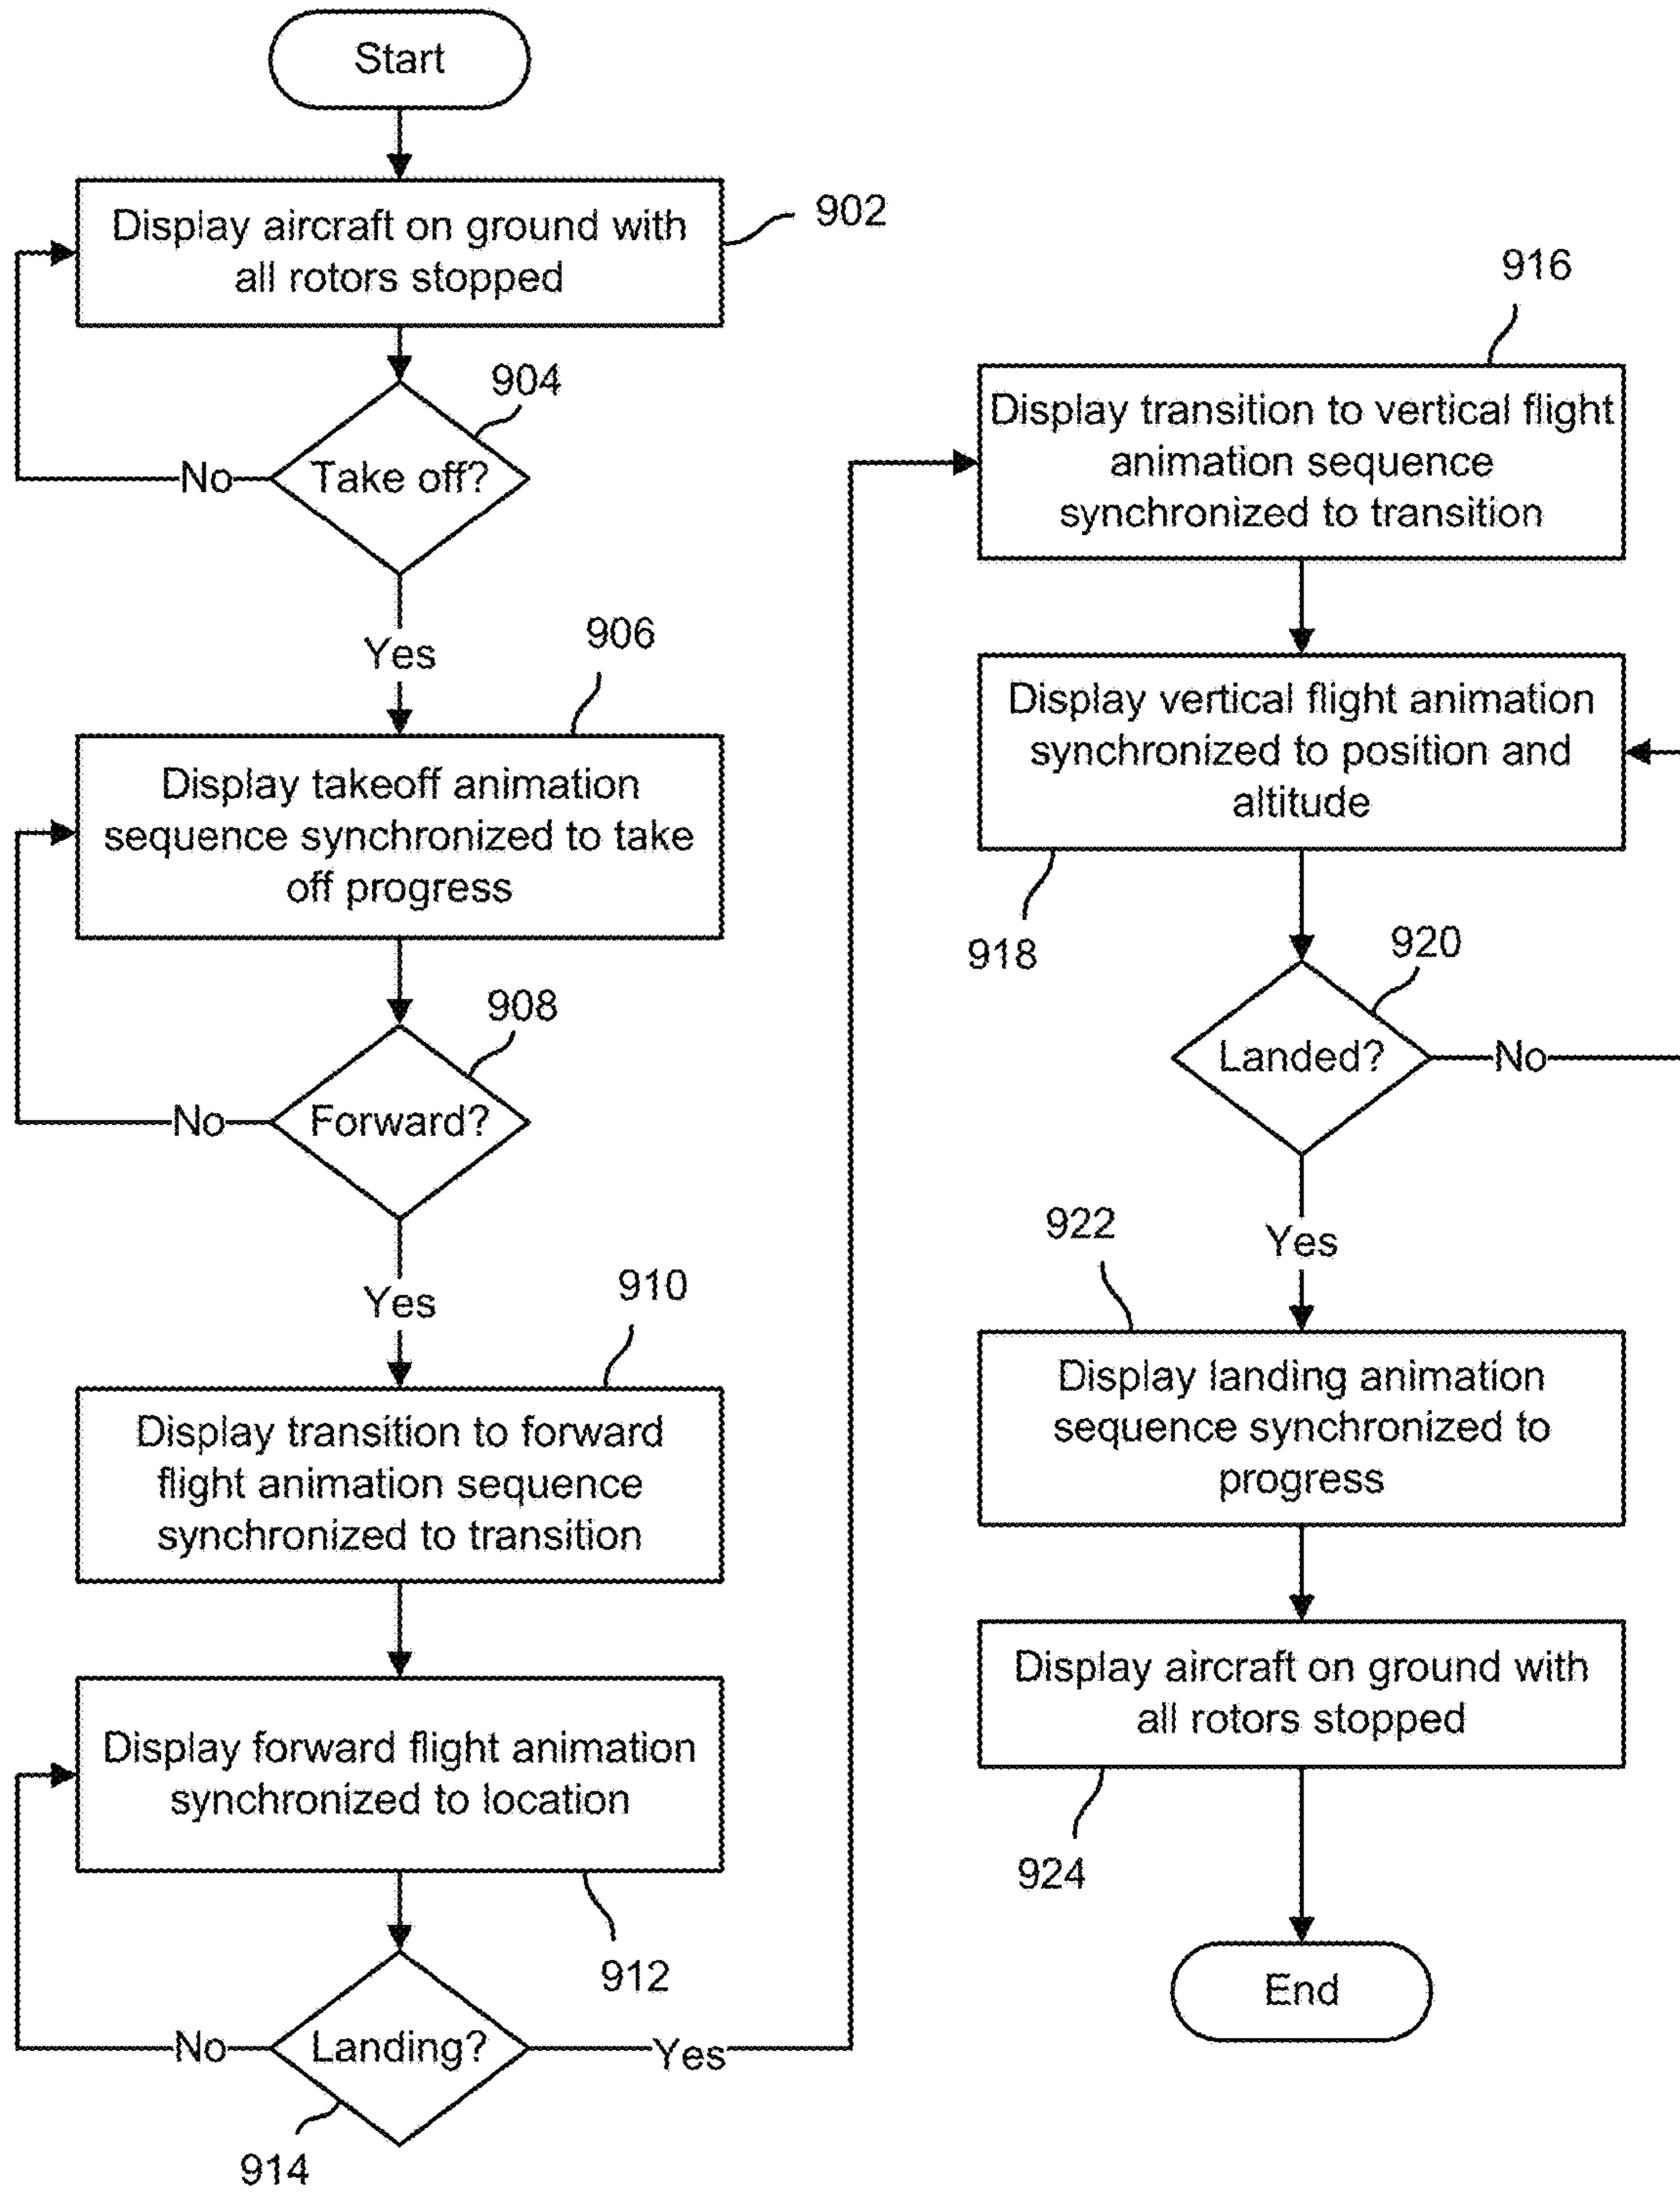 Start
Display aircraft on ground with
all rotors stopped
902
904
Take off?
No
Yes
906
Display takeoff animation
sequence synchronized to take
off progress
908
Forward?
No
Yes
910
Display transition to forward
flight animation sequence
synchronized to transition
Display forward flight animation
synchronized to location
912
Landing?
No
Yes
914
916
Display transition to vertical flight
animation sequence
synchronized to transition
Display vertical flight animation
synchronized to position and
altitude
918
920
Landed?
No
Yes
922
Display landing animation
sequence synchronized to
progress
Display aircraft on ground with
all rotors stopped
924
End